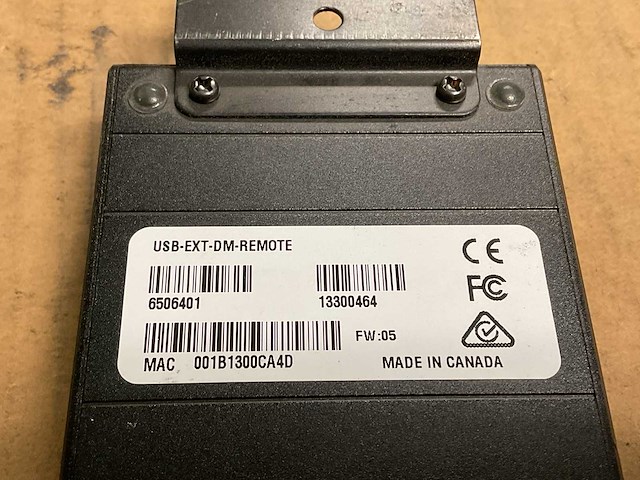 USB-EXT-DM-REMOTE
CE
6506401 13300464
FC
FW:05
MAC 001B1300CA4D MADE IN CANADA